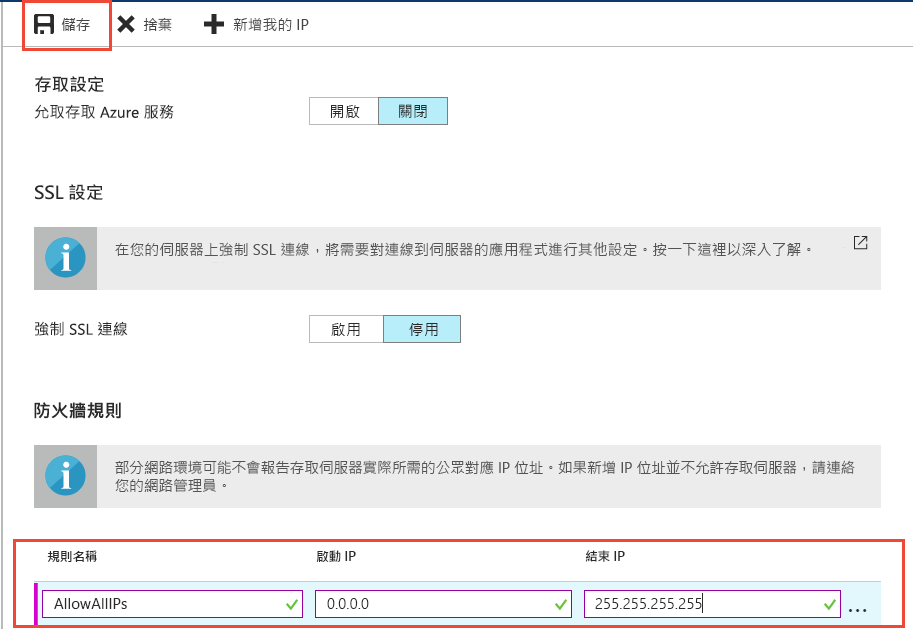 儲存 捨棄 新增我的 IP
存取設定
允取存取 Azure 服務 開啟 關閉
SSL 設定
在您的伺服器上強制 SSL 連線，將需要對連線到伺服器的應用程式進行其他設定。按一下這裡以深入了解。
強制 SSL 連線 啟用 停用
防火牆規則
部分網路環境可能不會報告存取伺服器實際所需的公眾對應 IP 位址。如果新增 IP 位址並不允許存取伺服器，請連絡
您的網路管理員。
規則名稱 啟動 IP 結束 IP
AllowAllIPs 0.0.0.0 255.255.255.255 ...